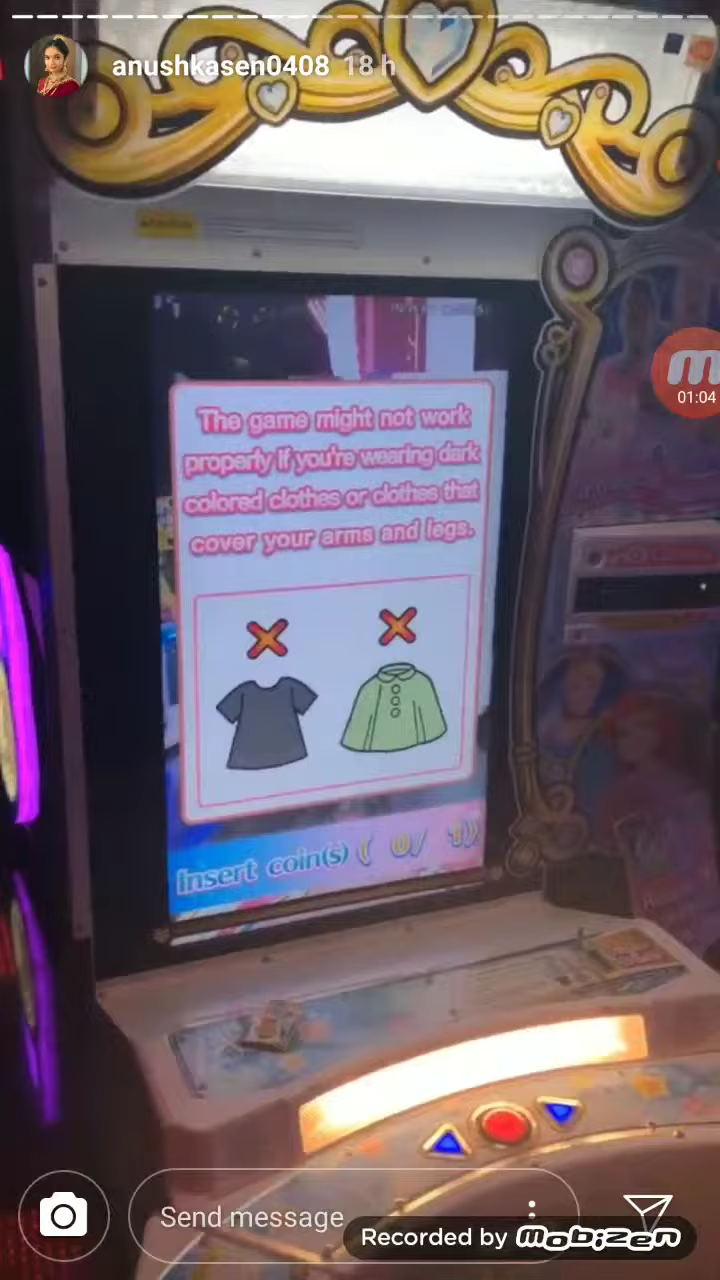 anushkasen0408 18 h
01:04
The game might not work
properly if you're wearing dark
colored clothes or clothes that
cover your arms and legs.
Insert coin(s) ( 0/ 1)
Send message
Recorded by Mobizen